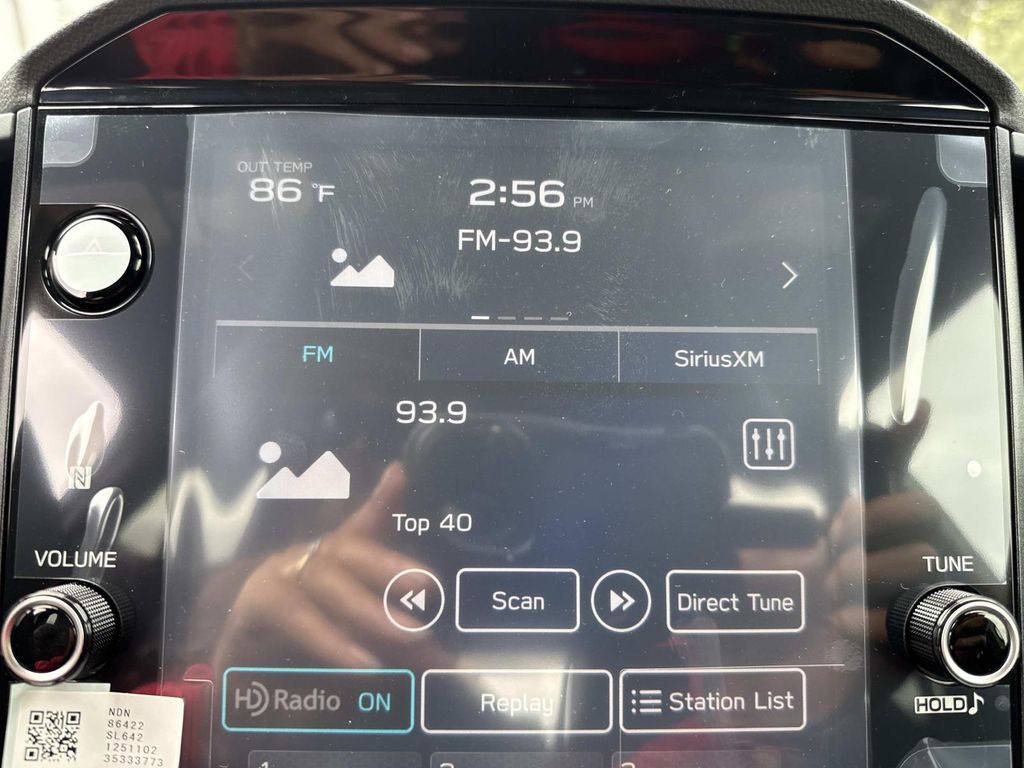 OUT TEMP
86 °F
2:56 PM
FM-93.9
FM
AM
SiriusXM
93.9
Top 40
VOLUME
TUNE
Scan
Direct Tune
HD Radio ON
Replay
Station List
HOLD♪
NDN
86422
SL642
1251102
35333773